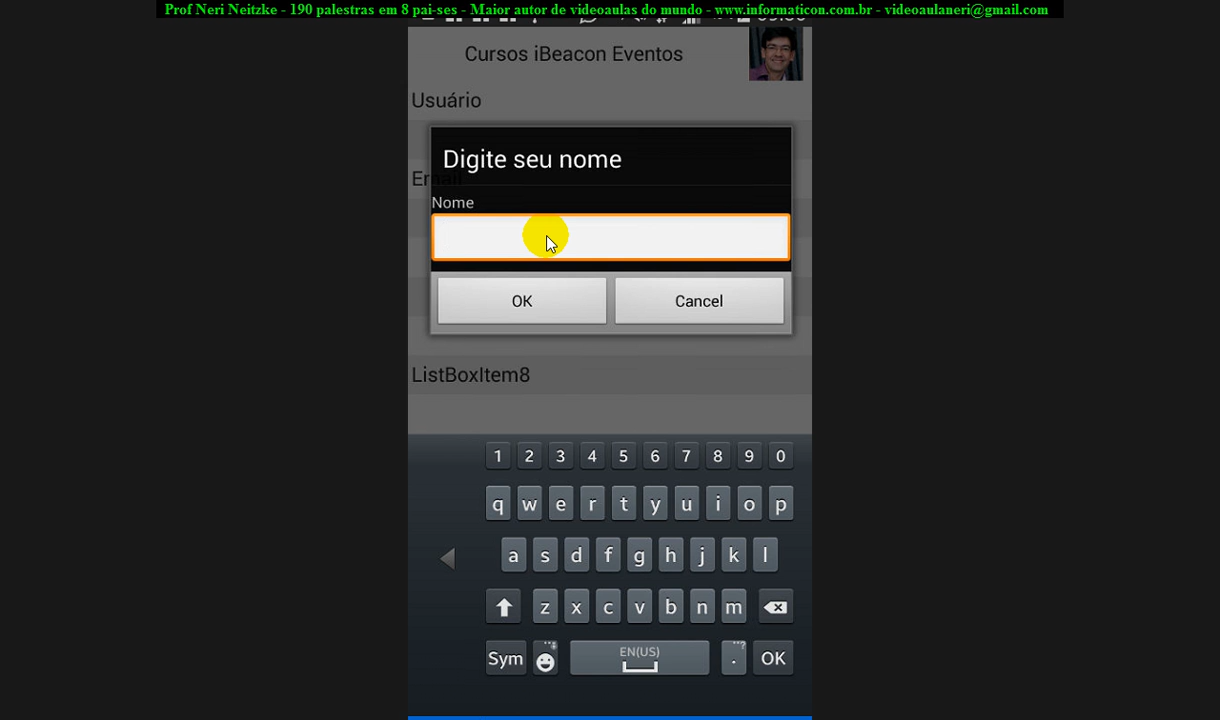 Prof Neri Neitzke - 190 palestras em 8 pai-ses - Maior autor de videoaulas do mundo - www.informaticon.com.br - videoaulaneri@gmail.com
Cursos iBeacon Eventos
Usuário
Digite seu nome
Nome
OK Cancel
ListBoxItem8
1 2 3 4 5 6 7 8 9 0
q w e r t y u i o p
a s d f g h j k l
z x c v b n m
Sym EN(US) . OK